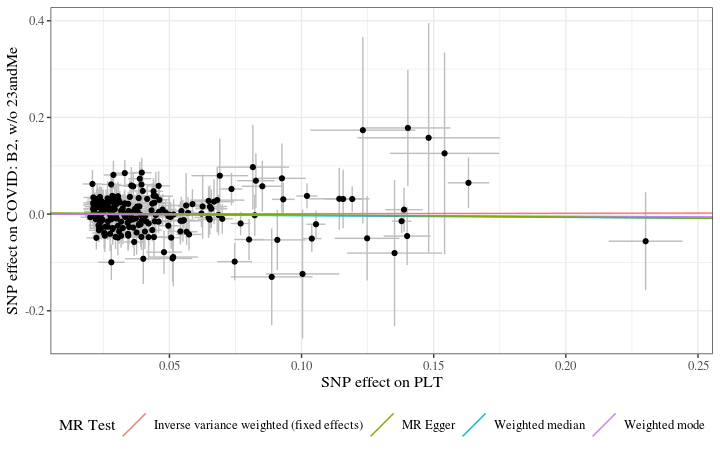 0.4
0.2
0.0
-0.2
SNP effect on COVID: B2, w/o 23andMe
0.05
0.10
0.15
0.20
0.25
SNP effect on PLT
MR Test
Inverse variance weighted (fixed effects)
MR Egger
Weighted median
Weighted mode